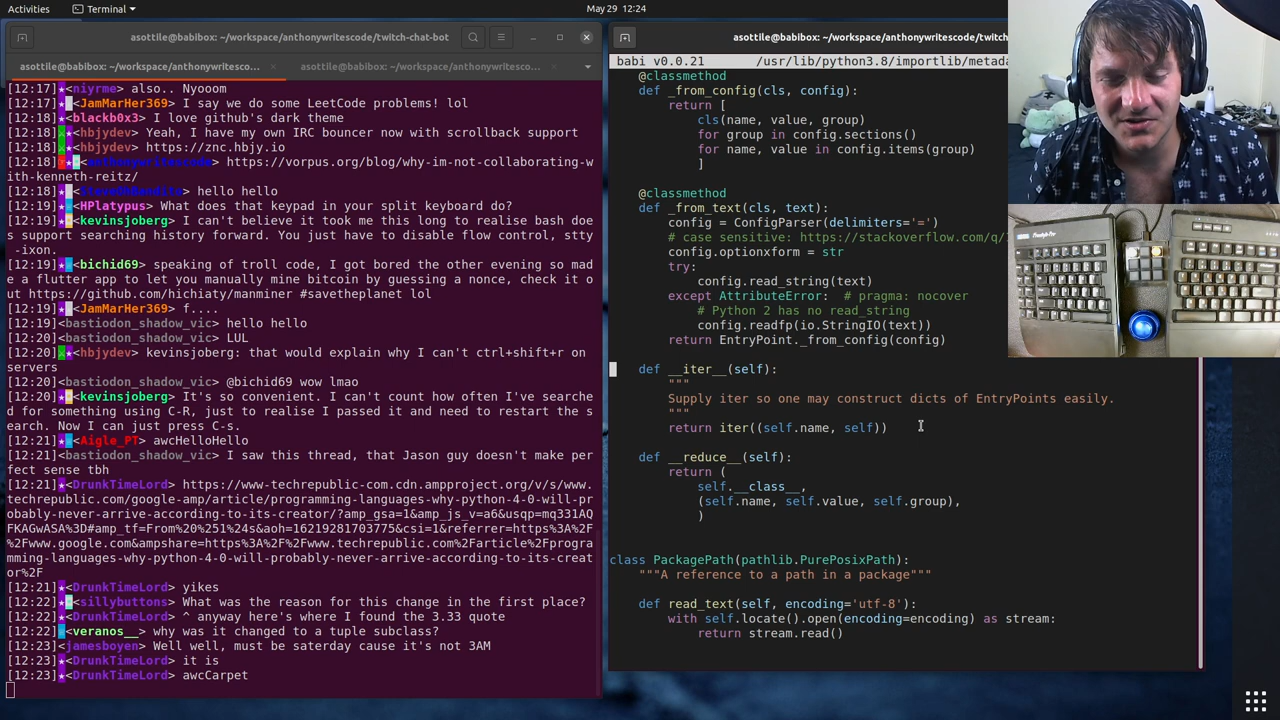 Activities
Terminal
May 29 12:24
asottile@babibox: ~/workspace/anthonywritescode/twitch-chat-bot
asottile@babibox: ~/workspace/anthonywritesco...
asottile@babibox: ~/workspace/anthonywritesco...
[12:17]★<niyrme> also.. Nyooom
[12:17]★<JamMarHer369> I say we do some LeetCode problems! lol
[12:18]★<blackb0x3> I love github's dark theme
[12:18]<hbjydev> Yeah, I have my own IRC bouncer now with scrollback support
[12:18]<hbjydev> https://znc.hbjy.io
[12:18]<anthonywritescode> https://vorpus.org/blog/why-im-not-collaborating-w
ith-kenneth-reitz/
[12:18] hello hello
[12:19]<HPlatypus> What does that keypad in your split keyboard do?
[12:19]★<kevinsjoberg> I can't believe it took me this long to realise bash doe
s support searching history forward. You just have to disable flow control, stty
-ixon.
[12:19]★<bichid69> speaking of troll code, I got bored the other evening so mad
e a flutter app to let you manually mine bitcoin by guessing a nonce, check it o
ut https://github.com/hichiaty/manminer #savetheplanet lol
[12:19]★<JamMarHer369> f....
[12:19]<bastiodon_shadow_vic> hello hello
[12:20]<bastiodon_shadow_vic> LUL
[12:20]★<hbjydev> kevinsjoberg: that would explain why I can't ctrl+shift+r on
servers
[12:20]<bastiodon_shadow_vic> @bichid69 wow lmao
[12:20]★<kevinsjoberg> It's so convenient. I can't count how often I've searche
d for something using C-R, just to realise I passed it and need to restart the s
earch. Now I can just press C-s.
[12:21]<Aigle_PT> awcHelloHello
[12:21]<bastiodon_shadow_vic> I saw this thread, that Jason guy doesn't make per
fect sense tbh
[12:21]★<DrunkTimeLord> https://www-techrepublic-com.cdn.ampproject.org/v/s/www.
techrepublic.com/google-amp/article/programming-languages-why-python-4-0-will-pr
obably-never-arrive-according-to-its-creator/?amp_gsa=1&amp_js_v=a6&usqp=mq331AQ
FKAGwASA%3D#amp_tf=From%20%251%24s&aoh=16219281703775&csi=1&referrer=https%3A%2
F%2Fwww.google.com&ampshare=https%3A%2F%2Fwww.techrepublic.com%2Farticle%2Fprogra
mming-languages-why-python-4-0-will-probably-never-arrive-according-to-its-creat
or%2F
[12:21]★<DrunkTimeLord> yikes
[12:22]★<sillybuttons> What was the reason for this change in the first place?
[12:22]★<DrunkTimeLord> ^ anyway here's where I found the 3.33 quote
[12:22]<veranos__> why was it changed to a tuple subclass?
[12:23]<jamesboyen> Well well, must be saterday cause it's not 3AM
[12:23]★<DrunkTimeLord> it is
[12:23]★<DrunkTimeLord> awcCarpet
asottile@babibox: ~/workspace/anthonywritescode/twitch
babi v0.0.21 /usr/lib/python3.8/importlib/metad
@classmethod
def _from_config(cls, config):
return [
cls(name, value, group)
for group in config.sections()
for name, value in config.items(group)
]
@classmethod
def _from_text(cls, text):
config = ConfigParser(delimiters='=')
# case sensitive: https://stackoverflow.com/q/
config.optionxform = str
try:
config.read_string(text)
except AttributeError:  # pragma: nocover
# Python 2 has no read_string
config.readfp(io.StringIO(text))
return EntryPoint._from_config(config)
def __iter__(self):
"""
Supply iter so one may construct dicts of EntryPoints easily.
"""
return iter((self.name, self))
def __reduce__(self):
return (
self.__class__,
(self.name, self.value, self.group),
)
class PackagePath(pathlib.PurePosixPath):
"""A reference to a path in a package"""
def read_text(self, encoding='utf-8'):
with self.locate().open(encoding=encoding) as stream:
return stream.read()